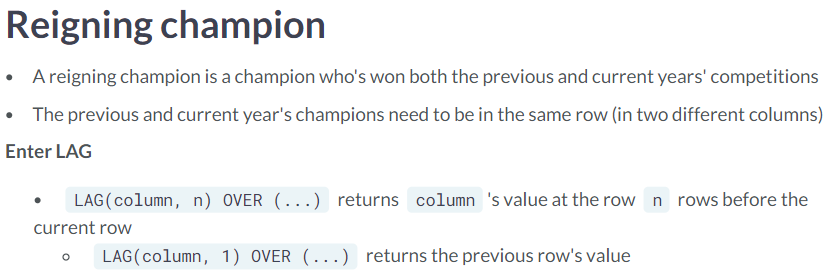 Reigning champion
• A reigning champion is a champion who's won both the previous and current years' competitions
• The previous and current year's champions need to be in the same row (in two different columns)
Enter LAG
• LAG(column, n) OVER (...) returns column 's value at the row n rows before the
current row
○ LAG(column, 1) OVER (...) returns the previous row's value